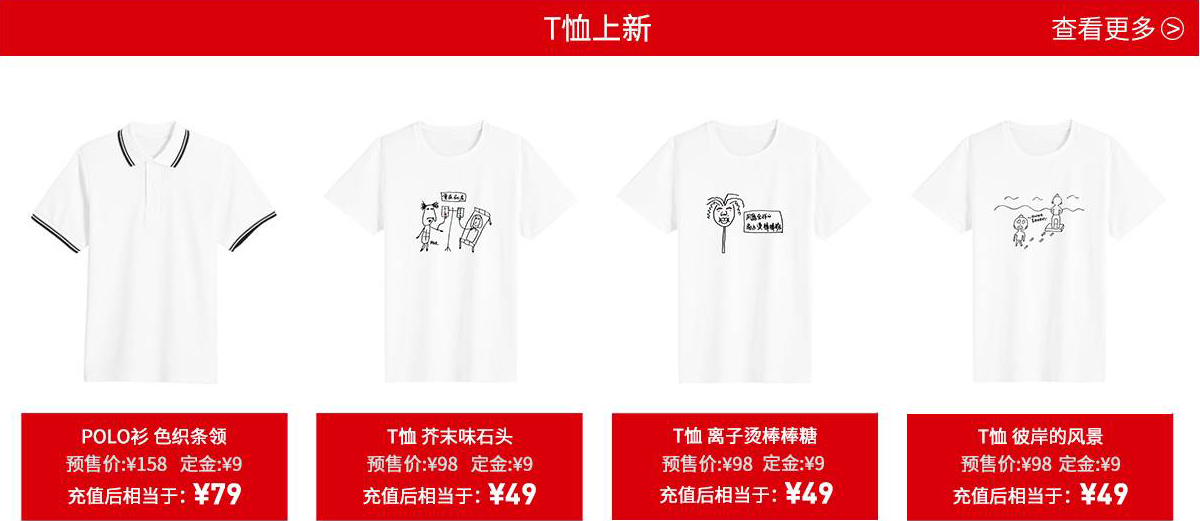 T恤上新
查看更多
POLO衫 色织条领
预售价:¥158 定金:¥9
充值后相当于：¥79
T恤 芥末味石头
预售价:¥98 定金:¥9
充值后相当于：¥49
T恤 离子烫棒棒糖
预售价:¥98 定金:¥9
充值后相当于：¥49
T恤 彼岸的风景
预售价:¥98 定金:¥9
充值后相当于：¥49